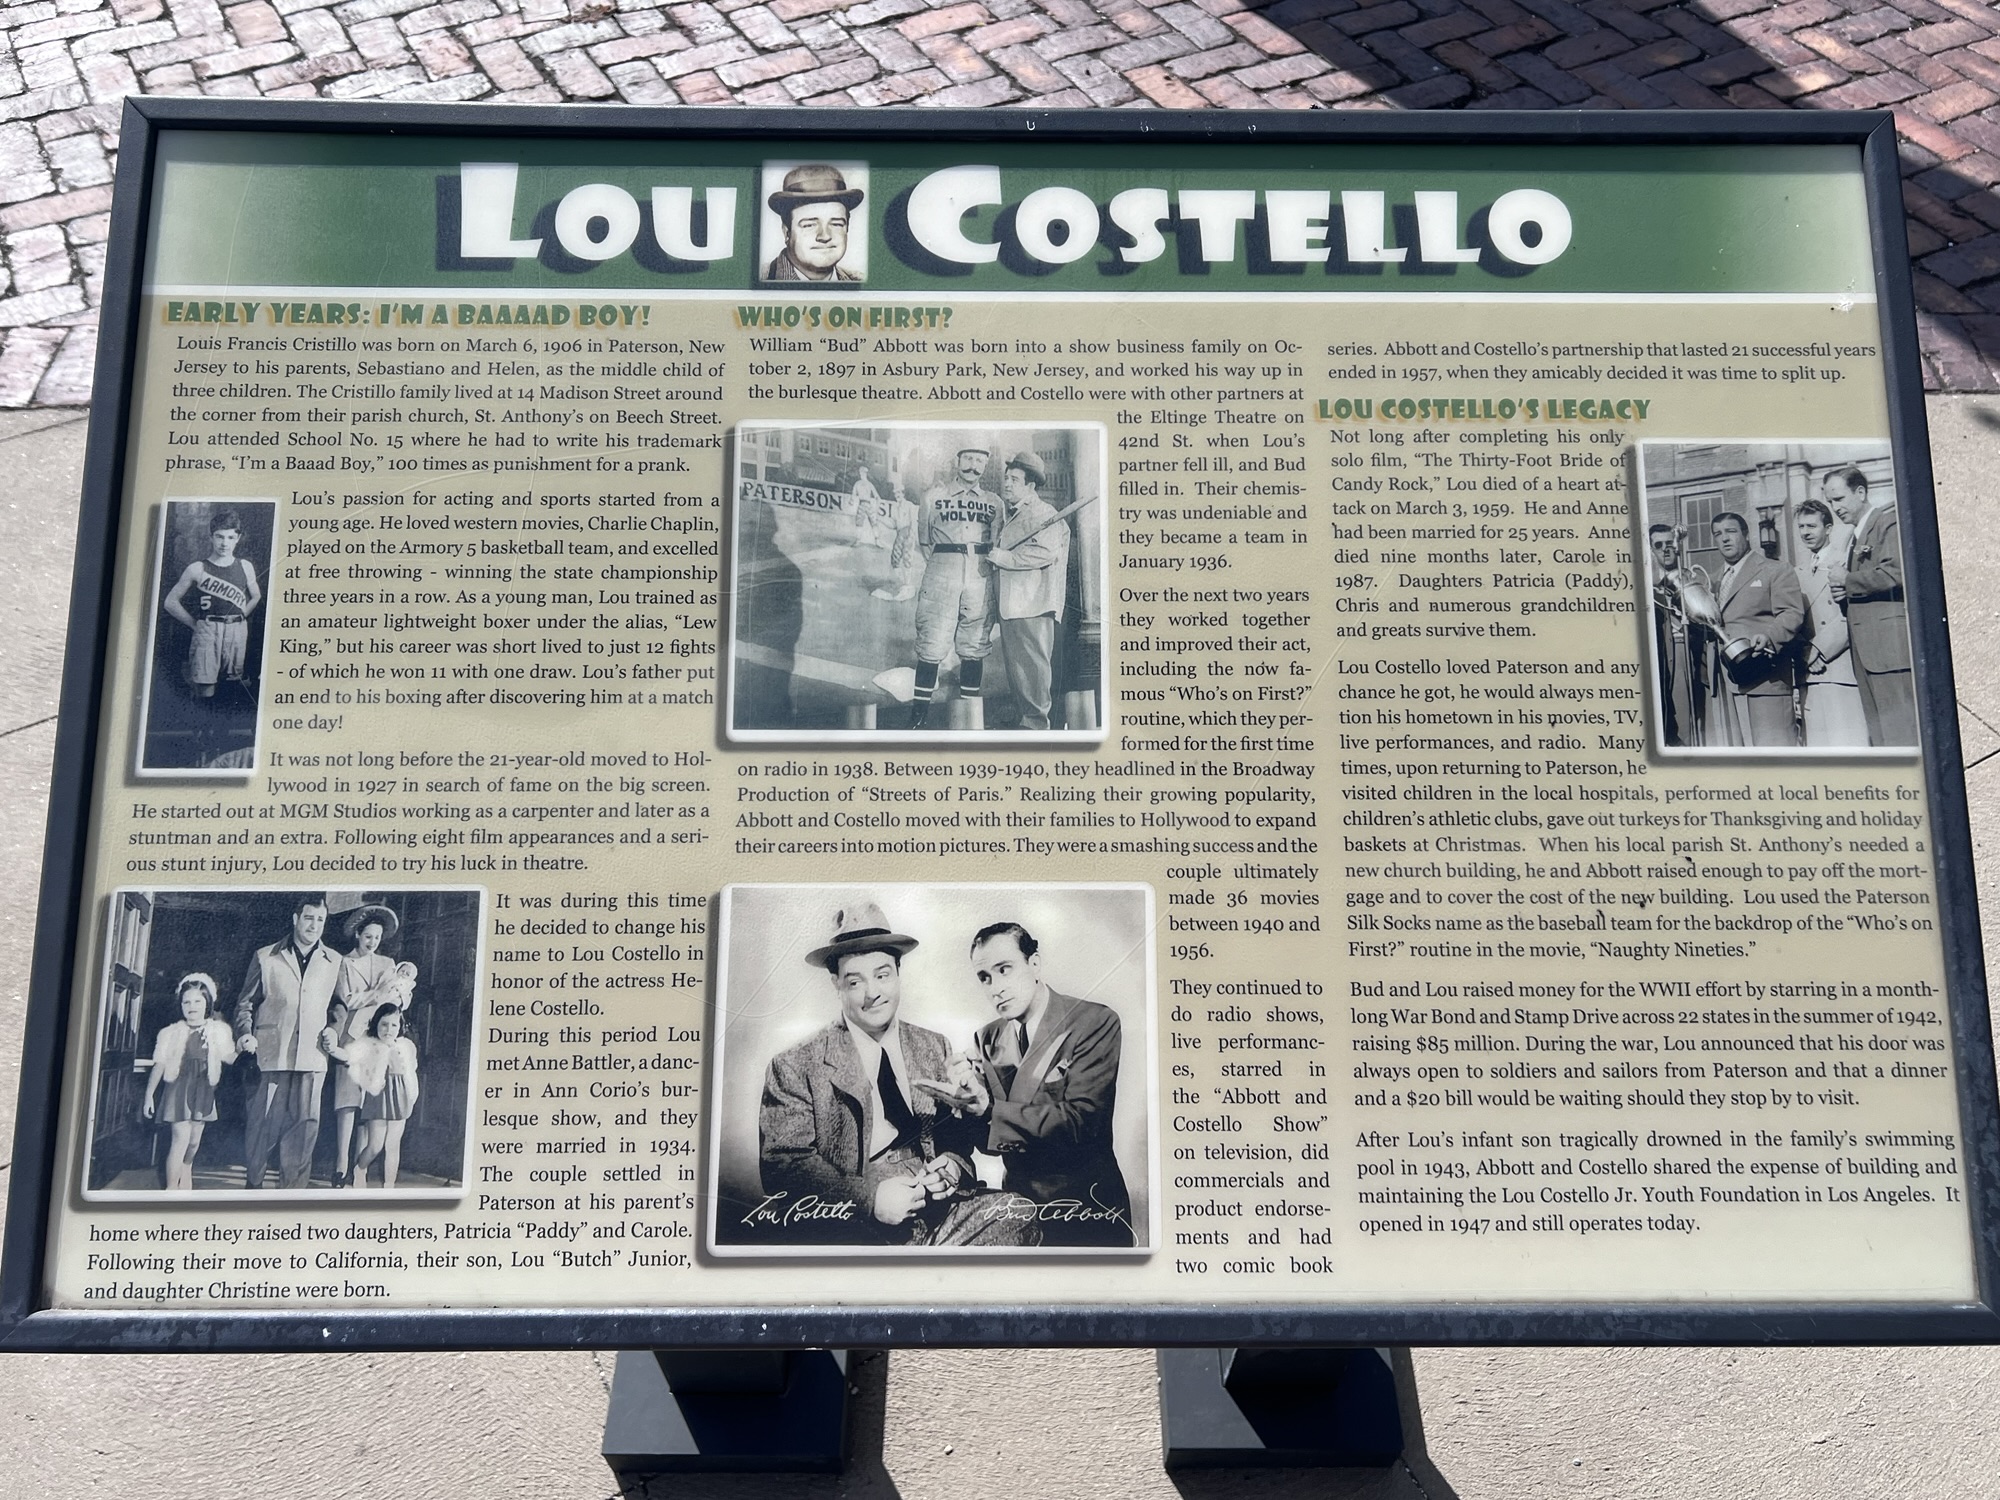 LOU COSTELLO
EARLY YEARS: I'M A BAAAAD BOY!
Louis Francis Cristillo was born on March 6, 1906 in Paterson, New
Jersey to his parents, Sebastiano and Helen, as the middle child of
three children. The Cristillo family lived at 14 Madison Street around
the corner from their parish church, St. Anthony's on Beech Street.
Lou attended School No. 15 where he had to write his trademark
phrase, "I'm a Baaad Boy," 100 times as punishment for a prank.
ARMORY
5
Lou's passion for acting and sports started from a
young age. He loved western movies, Charlie Chaplin,
played on the Armory 5 basketball team, and excelled
at free throwing - winning the state championship
three years in a row. As a young man, Lou trained as
an amateur lightweight boxer under the alias, "Lew
King," but his career was short lived to just 12 fights
- of which he won 11 with one draw. Lou's father put
an end to his boxing after discovering him at a match
one day!
It was not long before the 21-year-old moved to Hol-
lywood in 1927 in search of fame on the big screen.
He started out at MGM Studios working as a carpenter and later as a
stuntman and an extra. Following eight film appearances and a seri-
ous stunt injury, Lou decided to try his luck in theatre.
It was during this time
he decided to change his
name to Lou Costello in
honor of the actress He-
lene Costello.
During this period Lou
met Anne Battler, a danc-
er in Ann Corio's bur-
lesque show, and they
were married in 1934.
The couple settled in
Paterson at his parent's
home where they raised two daughters, Patricia "Paddy" and Carole.
Following their move to California, their son, Lou "Butch" Junior,
and daughter Christine were born.
WHO'S ON FIRST?
William "Bud" Abbott was born into a show business family on Oc-
tober 2, 1897 in Asbury Park, New Jersey, and worked his way up in
the burlesque theatre. Abbott and Costello were with other partners at
the Eltinge Theatre on
42nd St. when Lou's
partner fell ill, and Bud
filled in. Their chemis-
try was undeniable and
they became a team in
January 1936.
PATERSON SI
ST. LOUIS
WOLVES
Over the next two years
they worked together
and improved their act,
including the now fa-
mous "Who's on First?"
routine, which they per-
formed for the first time
on radio in 1938. Between 1939-1940, they headlined in the Broadway
Production of "Streets of Paris." Realizing their growing popularity,
Abbott and Costello moved with their families to Hollywood to expand
their careers into motion pictures. They were a smashing success and the
couple ultimately
made 36 movies
between 1940 and
1956.
They continued to
do radio shows,
live performanc-
es, starred in
the "Abbott and
Costello Show"
on television, did
commercials and
product endorse-
ments and had
two comic book
Lou Costello
Bud Abbott
series. Abbott and Costello's partnership that lasted 21 successful years
ended in 1957, when they amicably decided it was time to split up.
LOU COSTELLO'S LEGACY
Not long after completing his only
solo film, "The Thirty-Foot Bride of
Candy Rock," Lou died of a heart at-
tack on March 3, 1959. He and Anne
had been married for 25 years. Anne
died nine months later, Carole in
1987. Daughters Patricia (Paddy),
Chris and numerous grandchildren
and greats survive them.
Lou Costello loved Paterson and any
chance he got, he would always men-
tion his hometown in his movies, TV,
live performances, and radio. Many
times, upon returning to Paterson, he
visited children in the local hospitals, performed at local benefits for
children's athletic clubs, gave out turkeys for Thanksgiving and holiday
baskets at Christmas. When his local parish St. Anthony's needed a
new church building, he and Abbott raised enough to pay off the mort-
gage and to cover the cost of the new building. Lou used the Paterson
Silk Socks name as the baseball team for the backdrop of the "Who's on
First?" routine in the movie, "Naughty Nineties."
Bud and Lou raised money for the WWII effort by starring in a month-
long War Bond and Stamp Drive across 22 states in the summer of 1942,
raising $85 million. During the war, Lou announced that his door was
always open to soldiers and sailors from Paterson and that a dinner
and a $20 bill would be waiting should they stop by to visit.
After Lou's infant son tragically drowned in the family's swimming
pool in 1943, Abbott and Costello shared the expense of building and
maintaining the Lou Costello Jr. Youth Foundation in Los Angeles. It
opened in 1947 and still operates today.